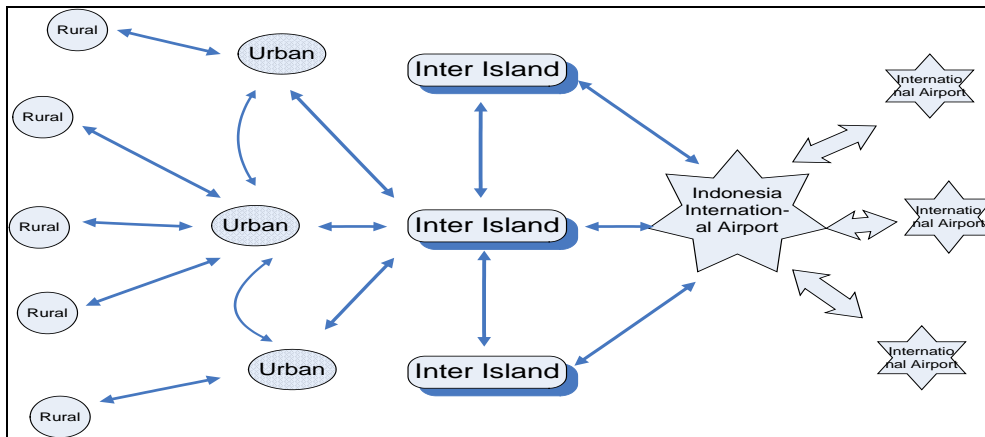 Rural
Urban
Inter Island
Internatio
nal Airport
Rural
Rural
Urban
Inter Island
Indonesia
Internation-
al Airport
Internatio
nal Airport
Rural
Urban
Inter Island
Internatio
nal Airport
Rural